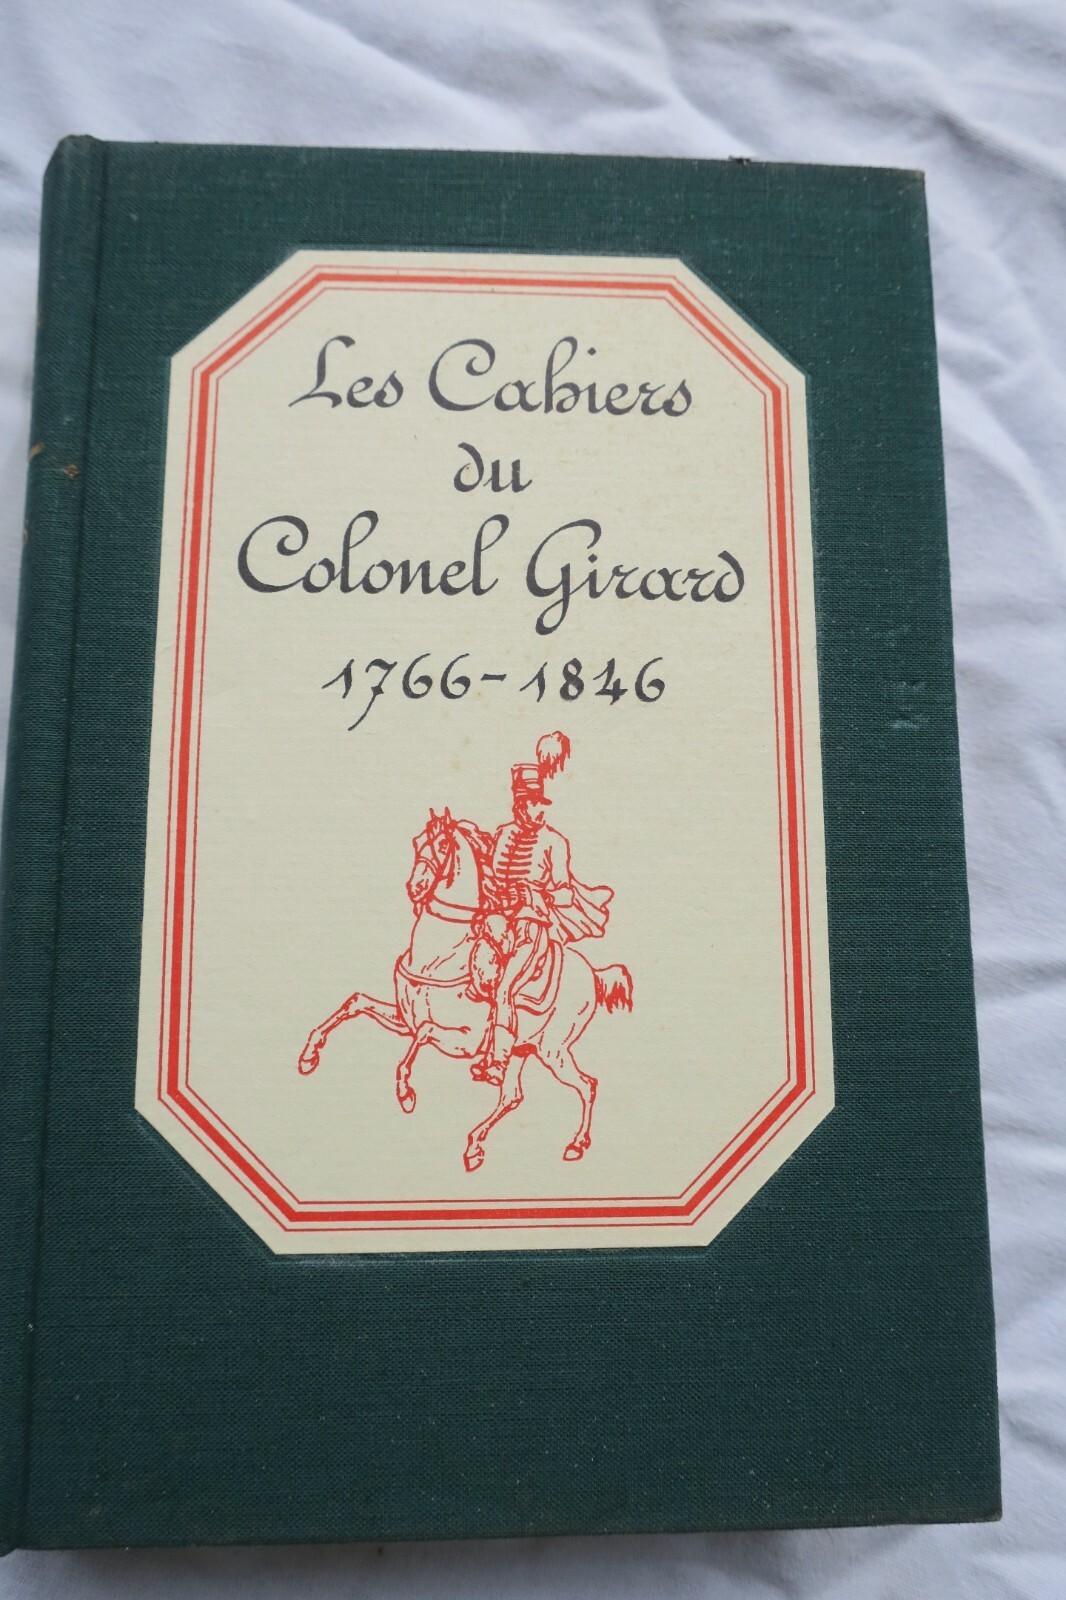 Les Cahiers
du
Colonel Girard
1766-1846